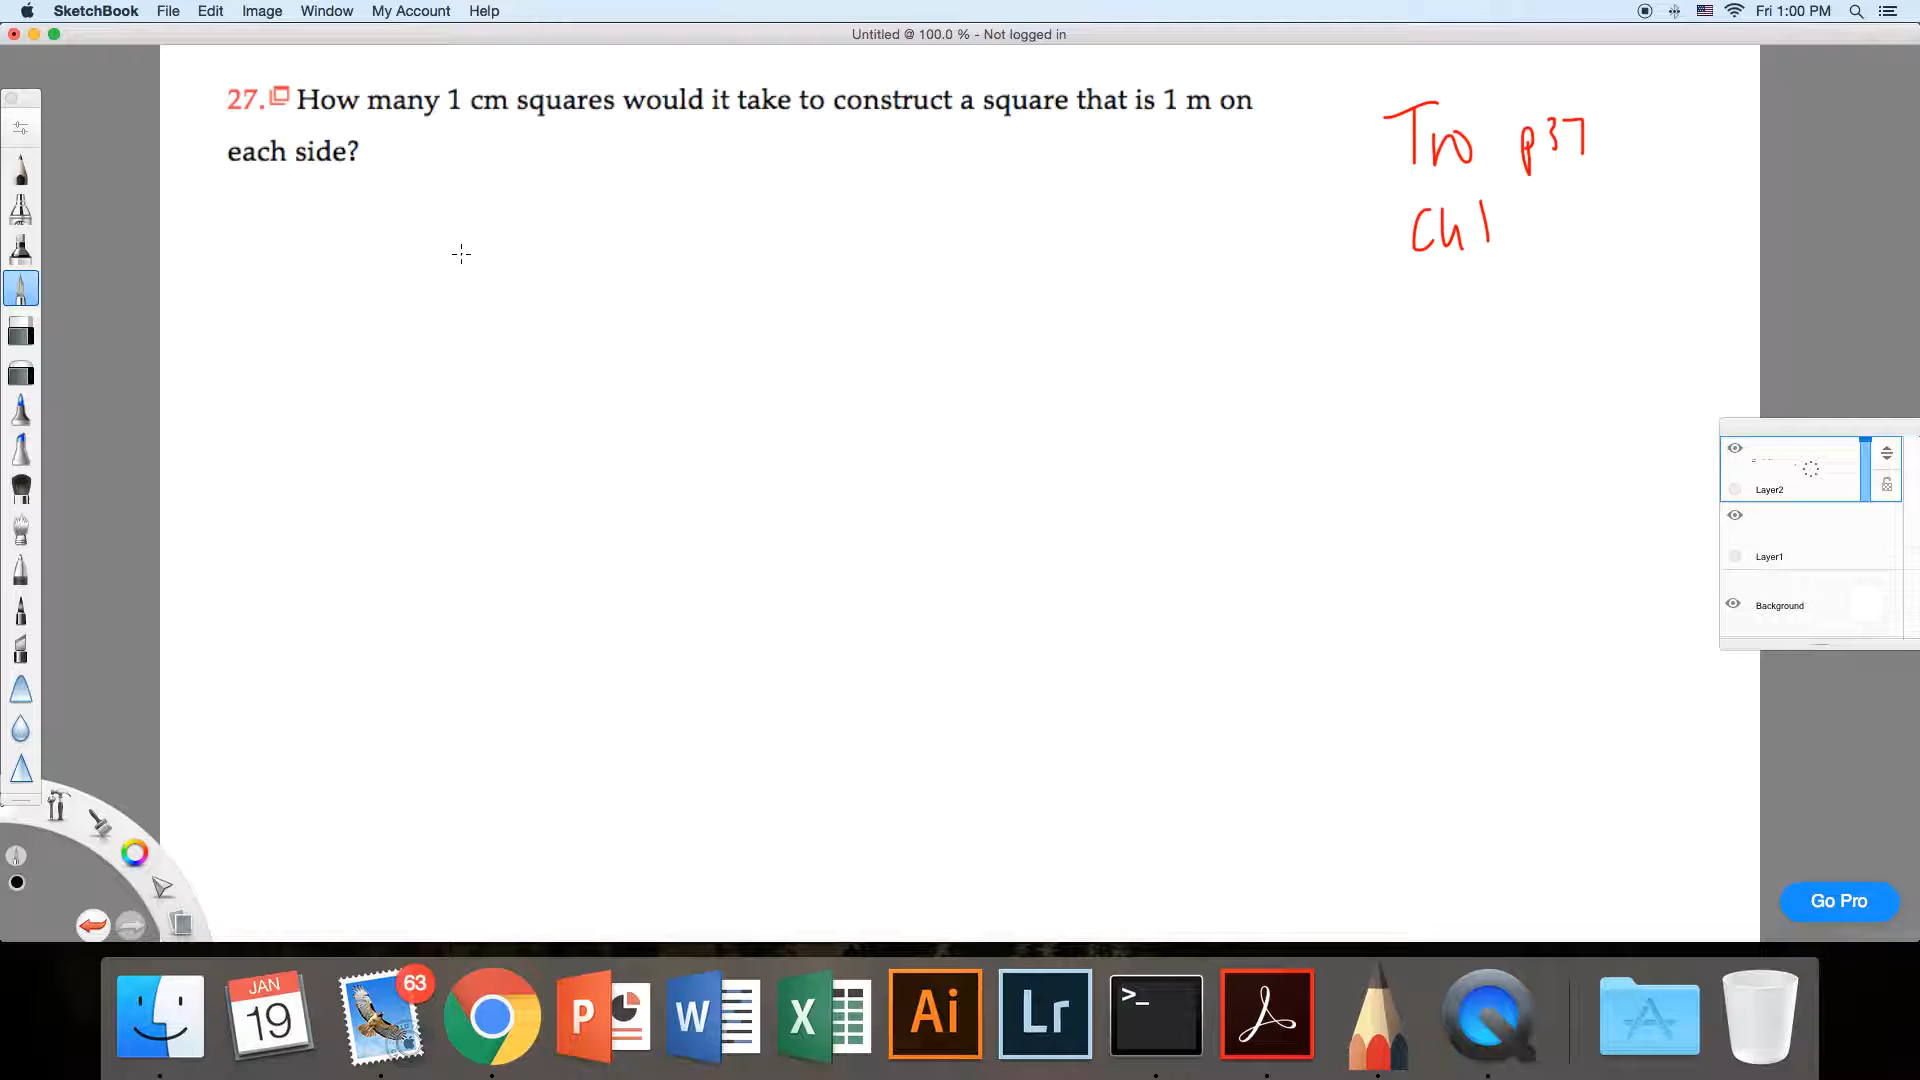 SketchBook File Edit Image Window My Account Help Fri 1:00 PM
Untitled @ 100.0 % - Not logged in
27. How many 1 cm squares would it take to construct a square that is 1 m on
each side?
Tro p37
Ch 1
Layer2
Layer1
Background
Go Pro
JAN
19
63
P
W
X
Ai
Lr
>_